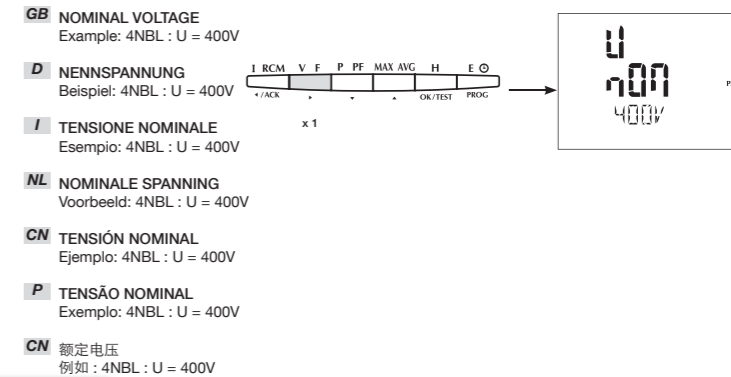 GB NOMINAL VOLTAGE
Example: 4NBL : U = 400V
D NENNSPANNUNG
Beispiel: 4NBL : U = 400V
I TENSIONE NOMINALE
Esempio: 4NBL : U = 400V
NL NOMINALE SPANNING
Voorbeeld: 4NBL : U = 400V
CN TENSIÓN NOMINAL
Ejemplo: 4NBL : U = 400V
P TENSÃO NOMINAL
Exemplo: 4NBL : U = 400V
CN 额定电压
例如 : 4NBL : U = 400V
I RCM V F P PF MAX AVG H E
/ACK OK/TEST PROG
x 1
U
nOM
400V